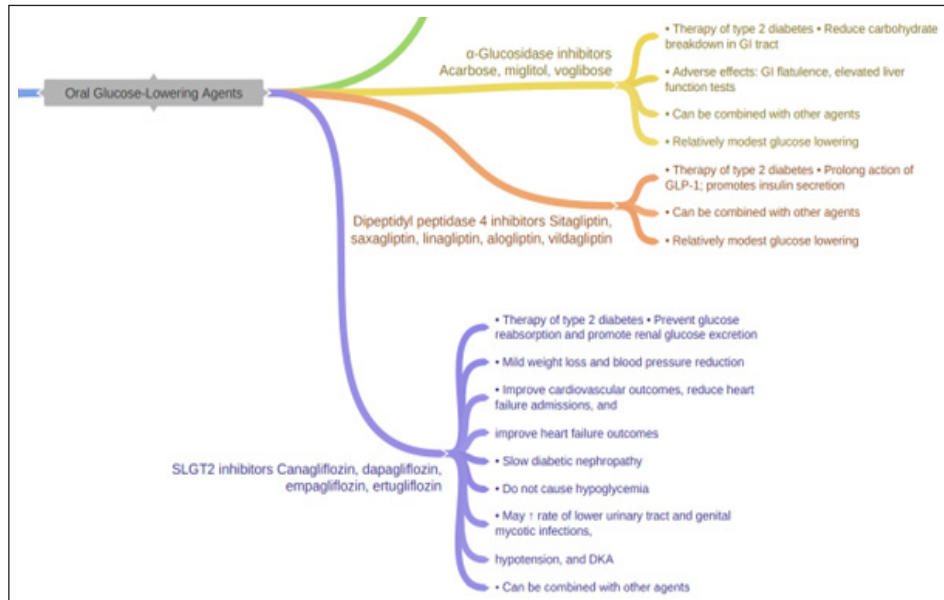 Oral Glucose-Lowering Agents
α-Glucosidase inhibitors
Acarbose, miglitol, voglibose
• Therapy of type 2 diabetes • Reduce carbohydrate
breakdown in GI tract
• Adverse effects: GI flatulence, elevated liver
function tests
• Can be combined with other agents
• Relatively modest glucose lowering
Dipeptidyl peptidase 4 inhibitors Sitagliptin,
saxagliptin, linagliptin, alogliptin, vildagliptin
• Therapy of type 2 diabetes • Prolong action of
GLP-1; promotes insulin secretion
• Can be combined with other agents
• Relatively modest glucose lowering
SLGT2 inhibitors Canagliflozin, dapagliflozin,
empagliflozin, ertugliflozin
• Therapy of type 2 diabetes • Prevent glucose
reabsorption and promote renal glucose excretion
• Mild weight loss and blood pressure reduction
• Improve cardiovascular outcomes, reduce heart
failure admissions, and
improve heart failure outcomes
• Slow diabetic nephropathy
• Do not cause hypoglycemia
• May ↑ rate of lower urinary tract and genital
mycotic infections,
hypotension, and DKA
• Can be combined with other agents